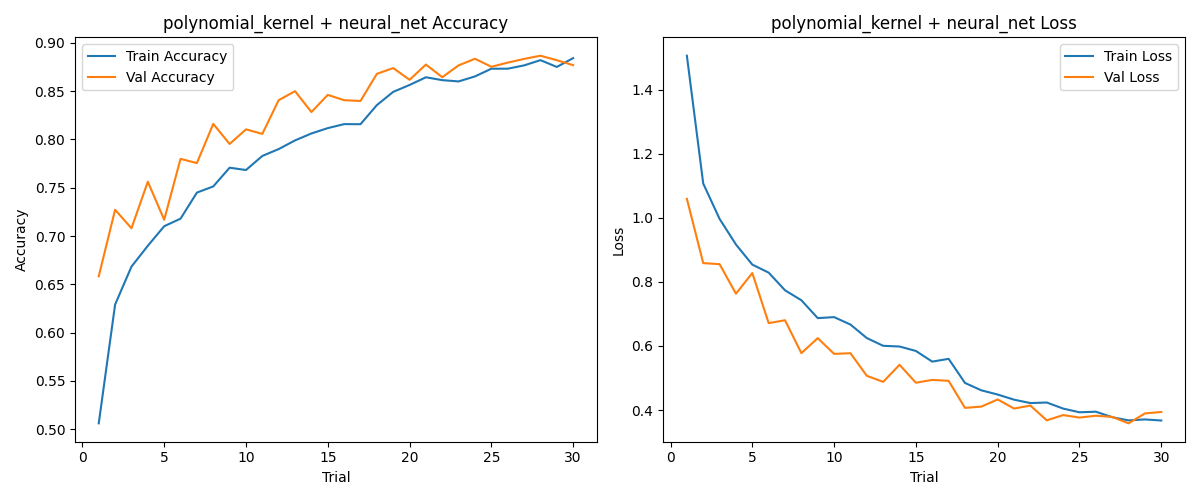 polynomial_kernel + neural_net Accuracy
Train Accuracy
Val Accuracy
Accuracy
0.90
0.85
0.80
0.75
0.70
0.65
0.60
0.55
0.50
0 5 10 15 20 25 30
Trial
polynomial_kernel + neural_net Loss
Train Loss
Val Loss
Loss
1.4
1.2
1.0
0.8
0.6
0.4
0 5 10 15 20 25 30
Trial